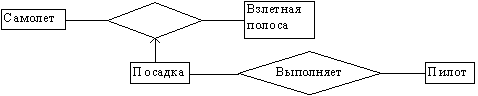 Самолет
Взлетная
полоса
Посадка
Выполняет
Пилот